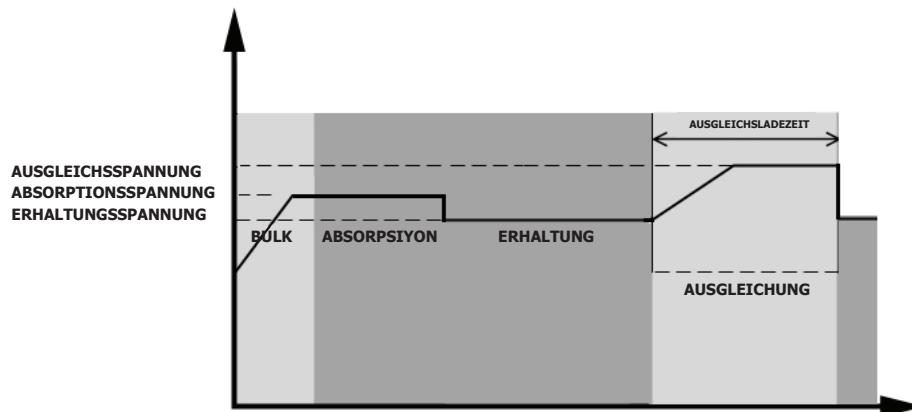 AUSGLEICHSLADEZEIT
AUSGLEICHSSPANNUNG
ABSORPTIONSSPANNUNG
ERHALTUNGSSPANNUNG
BULK ABSORPSIYON ERHALTUNG
AUSGLEICHUNG